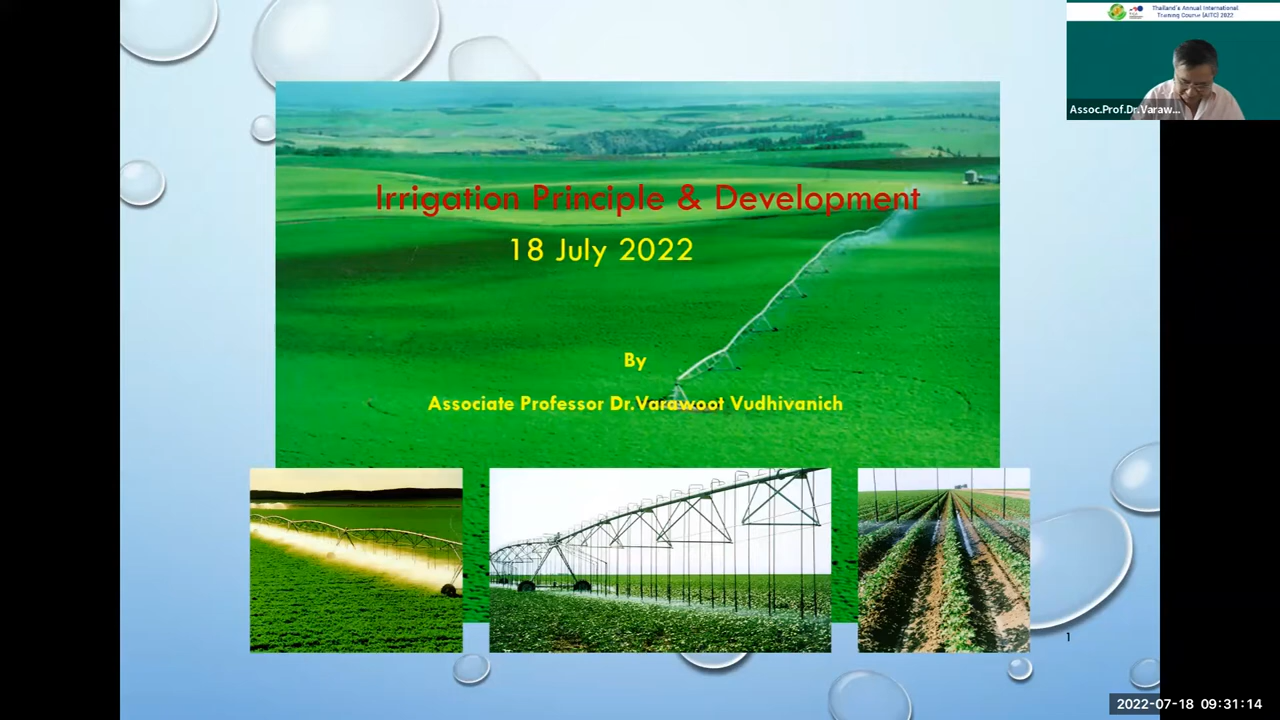 Thailand's Annual International
Training Course (AITC) 2022
Assoc.Prof.Dr.Varaw...
Irrigation Principle & Development
18 July 2022
By
Associate Professor Dr.Varawoot Vudhivanich
1
2022-07-18 09:31:14